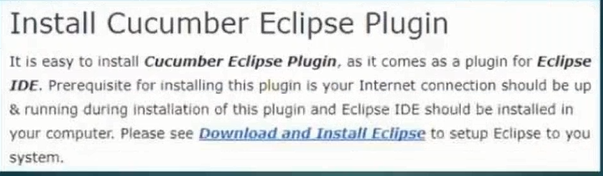 Install Cucumber Eclipse Plugin
It is easy to install Cucumber Eclipse Plugin, as it comes as a plugin for Eclipse
IDE. Prerequisite for installing this plugin is your Internet connection should be up
& running during installation of this plugin and Eclipse IDE should be installed in
your computer. Please see Download and Install Eclipse to setup Eclipse to you
system.